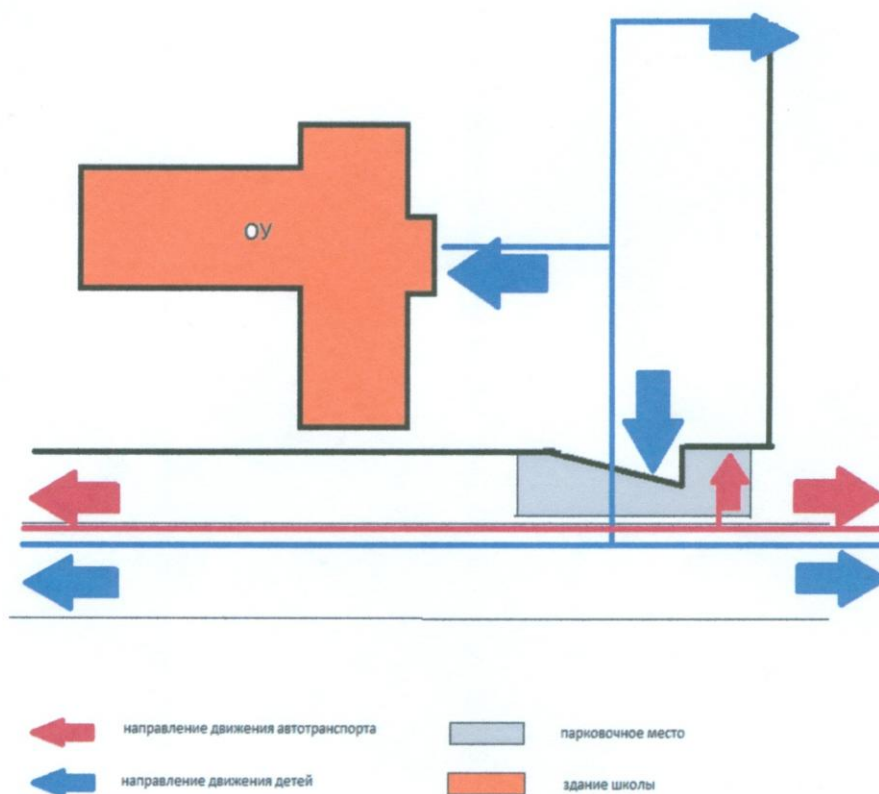 ОУ
направление движения автотранспорта
парковочное место
направление движения детей
здание школы